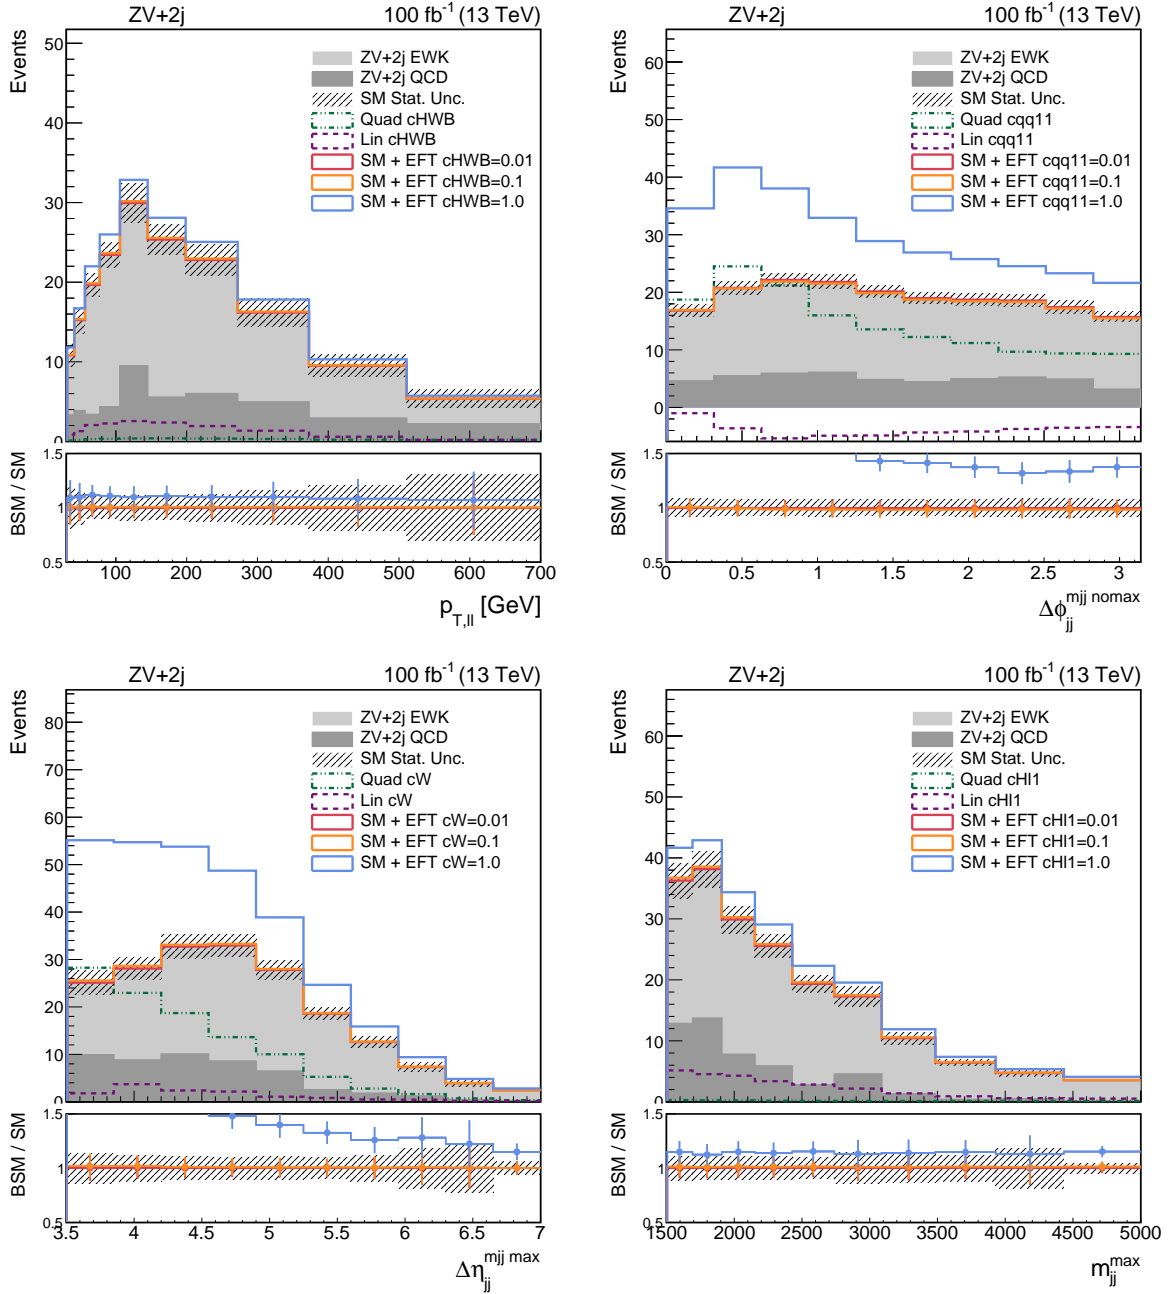 ZV+2j 100 fb⁻¹ (13 TeV)
Events
50
40
30
20
10
0
ZV+2j EWK
ZV+2j QCD
SM Stat. Unc.
Quad cHWB
Lin cHWB
SM + EFT cHWB=0.01
SM + EFT cHWB=0.1
SM + EFT cHWB=1.0
BSM / SM
1.5
1
0.5
100 200 300 400 500 600 700
p_T,ll [GeV]
ZV+2j 100 fb⁻¹ (13 TeV)
Events
60
50
40
30
20
10
0
ZV+2j EWK
ZV+2j QCD
SM Stat. Unc.
Quad cqq11
Lin cqq11
SM + EFT cqq11=0.01
SM + EFT cqq11=0.1
SM + EFT cqq11=1.0
BSM / SM
1.5
1
0.5
0 0.5 1 1.5 2 2.5 3
Δϕ_jj^mjj nomax
ZV+2j 100 fb⁻¹ (13 TeV)
Events
80
70
60
50
40
30
20
10
0
ZV+2j EWK
ZV+2j QCD
SM Stat. Unc.
Quad cW
Lin cW
SM + EFT cW=0.01
SM + EFT cW=0.1
SM + EFT cW=1.0
BSM / SM
1.5
1
0.5
3.5 4 4.5 5 5.5 6 6.5 7
Δη_jj^mjj max
ZV+2j 100 fb⁻¹ (13 TeV)
Events
60
50
40
30
20
10
0
ZV+2j EWK
ZV+2j QCD
SM Stat. Unc.
Quad cHl1
Lin cHl1
SM + EFT cHl1=0.01
SM + EFT cHl1=0.1
SM + EFT cHl1=1.0
BSM / SM
1.5
1
0.5
1500 2000 2500 3000 3500 4000 4500 5000
m_jj^max